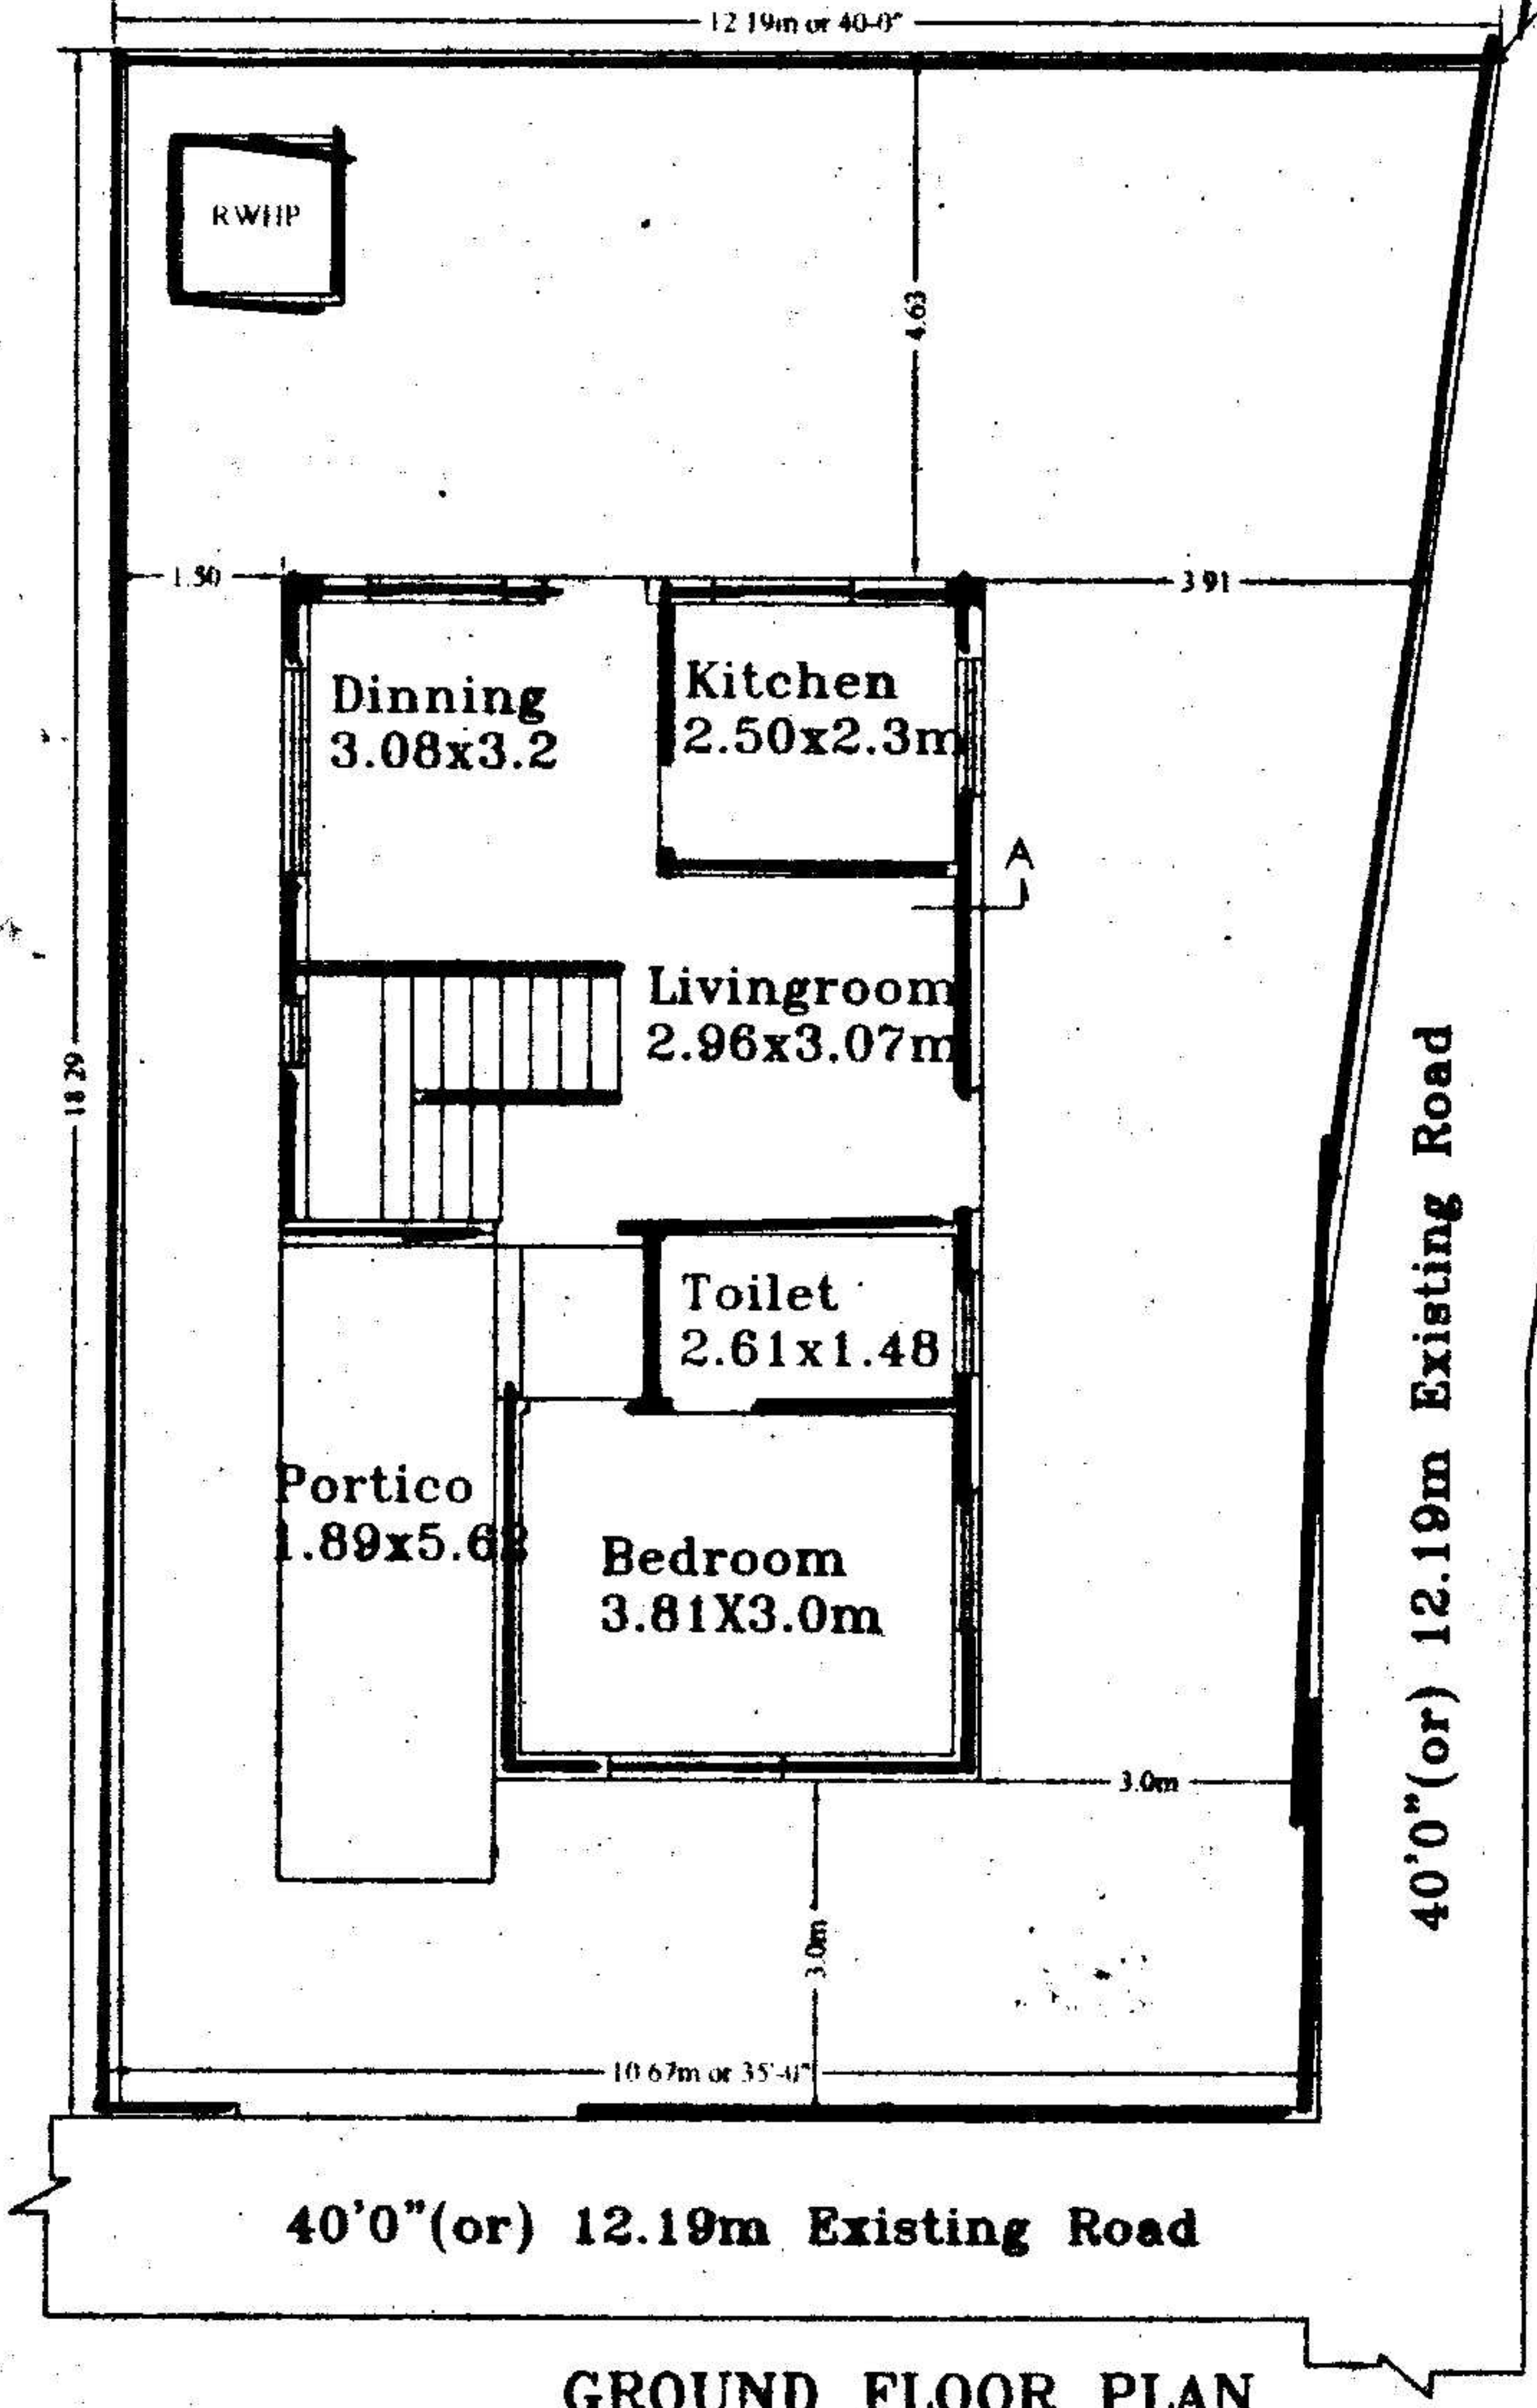 12.19m or 40-0"
RWHP
4.63
1.50
3.91
Dinning
3.08x3.2
Kitchen
2.50x2.3m
A
Livingroom
2.96x3.07m
18.29
Toilet
2.61x1.48
Portico
1.89x5.62
Bedroom
3.81X3.0m
3.0m
3.0m
10.67m or 35'-0"
40'0"(or) 12.19m Existing Road
40'0"(or) 12.19m Existing Road
GROUND FLOOR PLAN